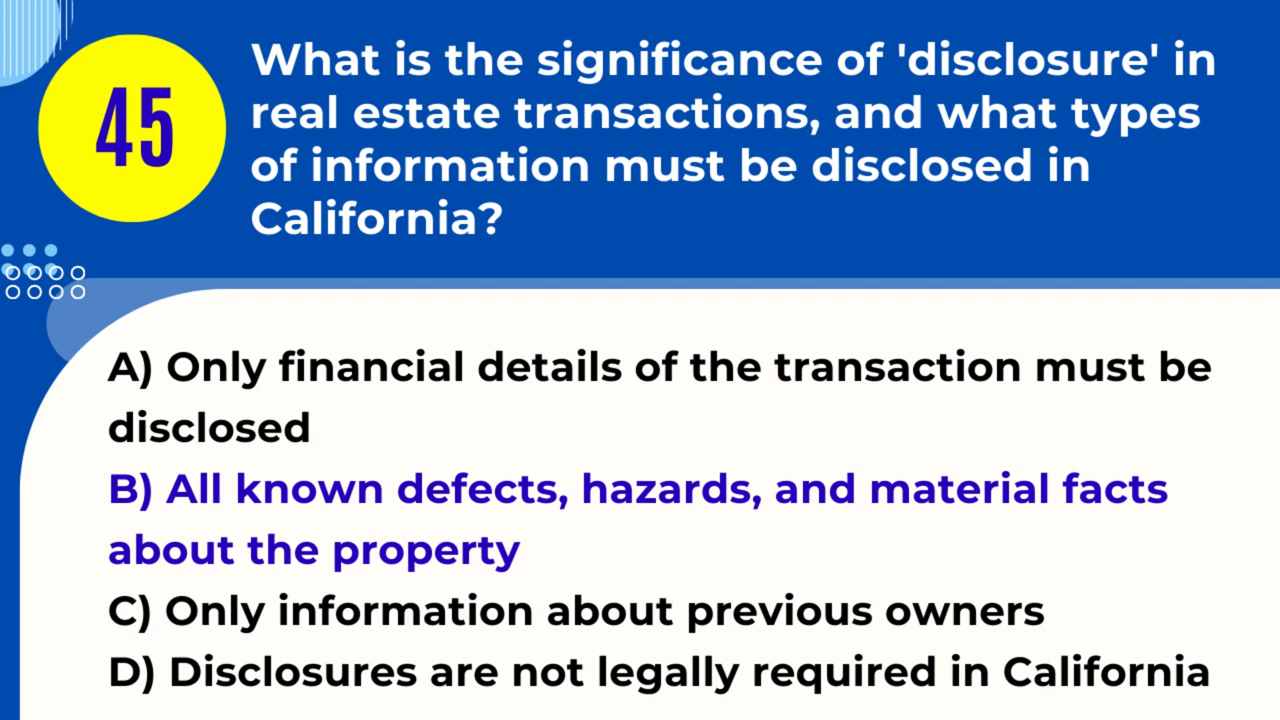 45
What is the significance of 'disclosure' in
real estate transactions, and what types
of information must be disclosed in
California?
A) Only financial details of the transaction must be
disclosed
B) All known defects, hazards, and material facts
about the property
C) Only information about previous owners
D) Disclosures are not legally required in California